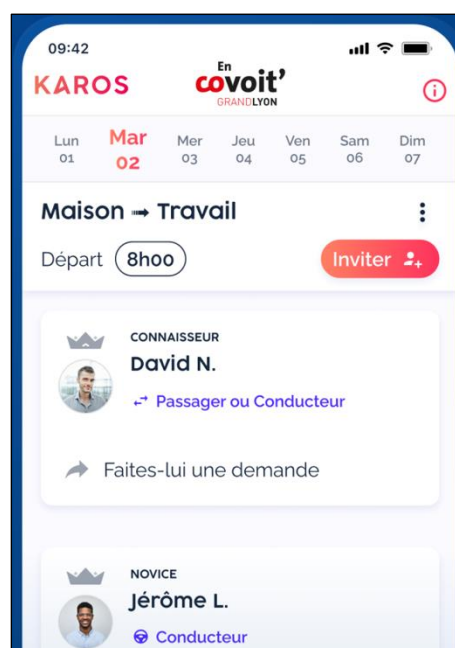 09:42
KAROS
En
covoit'
GRANDLYON
Lun Mar Mer Jeu Ven Sam Dim
01 02 03 04 05 06 07
Maison Travail
Départ 8h00 Inviter
CONNAISSEUR
David N.
Passager ou Conducteur
Faites-lui une demande
NOVICE
Jérôme L.
Conducteur